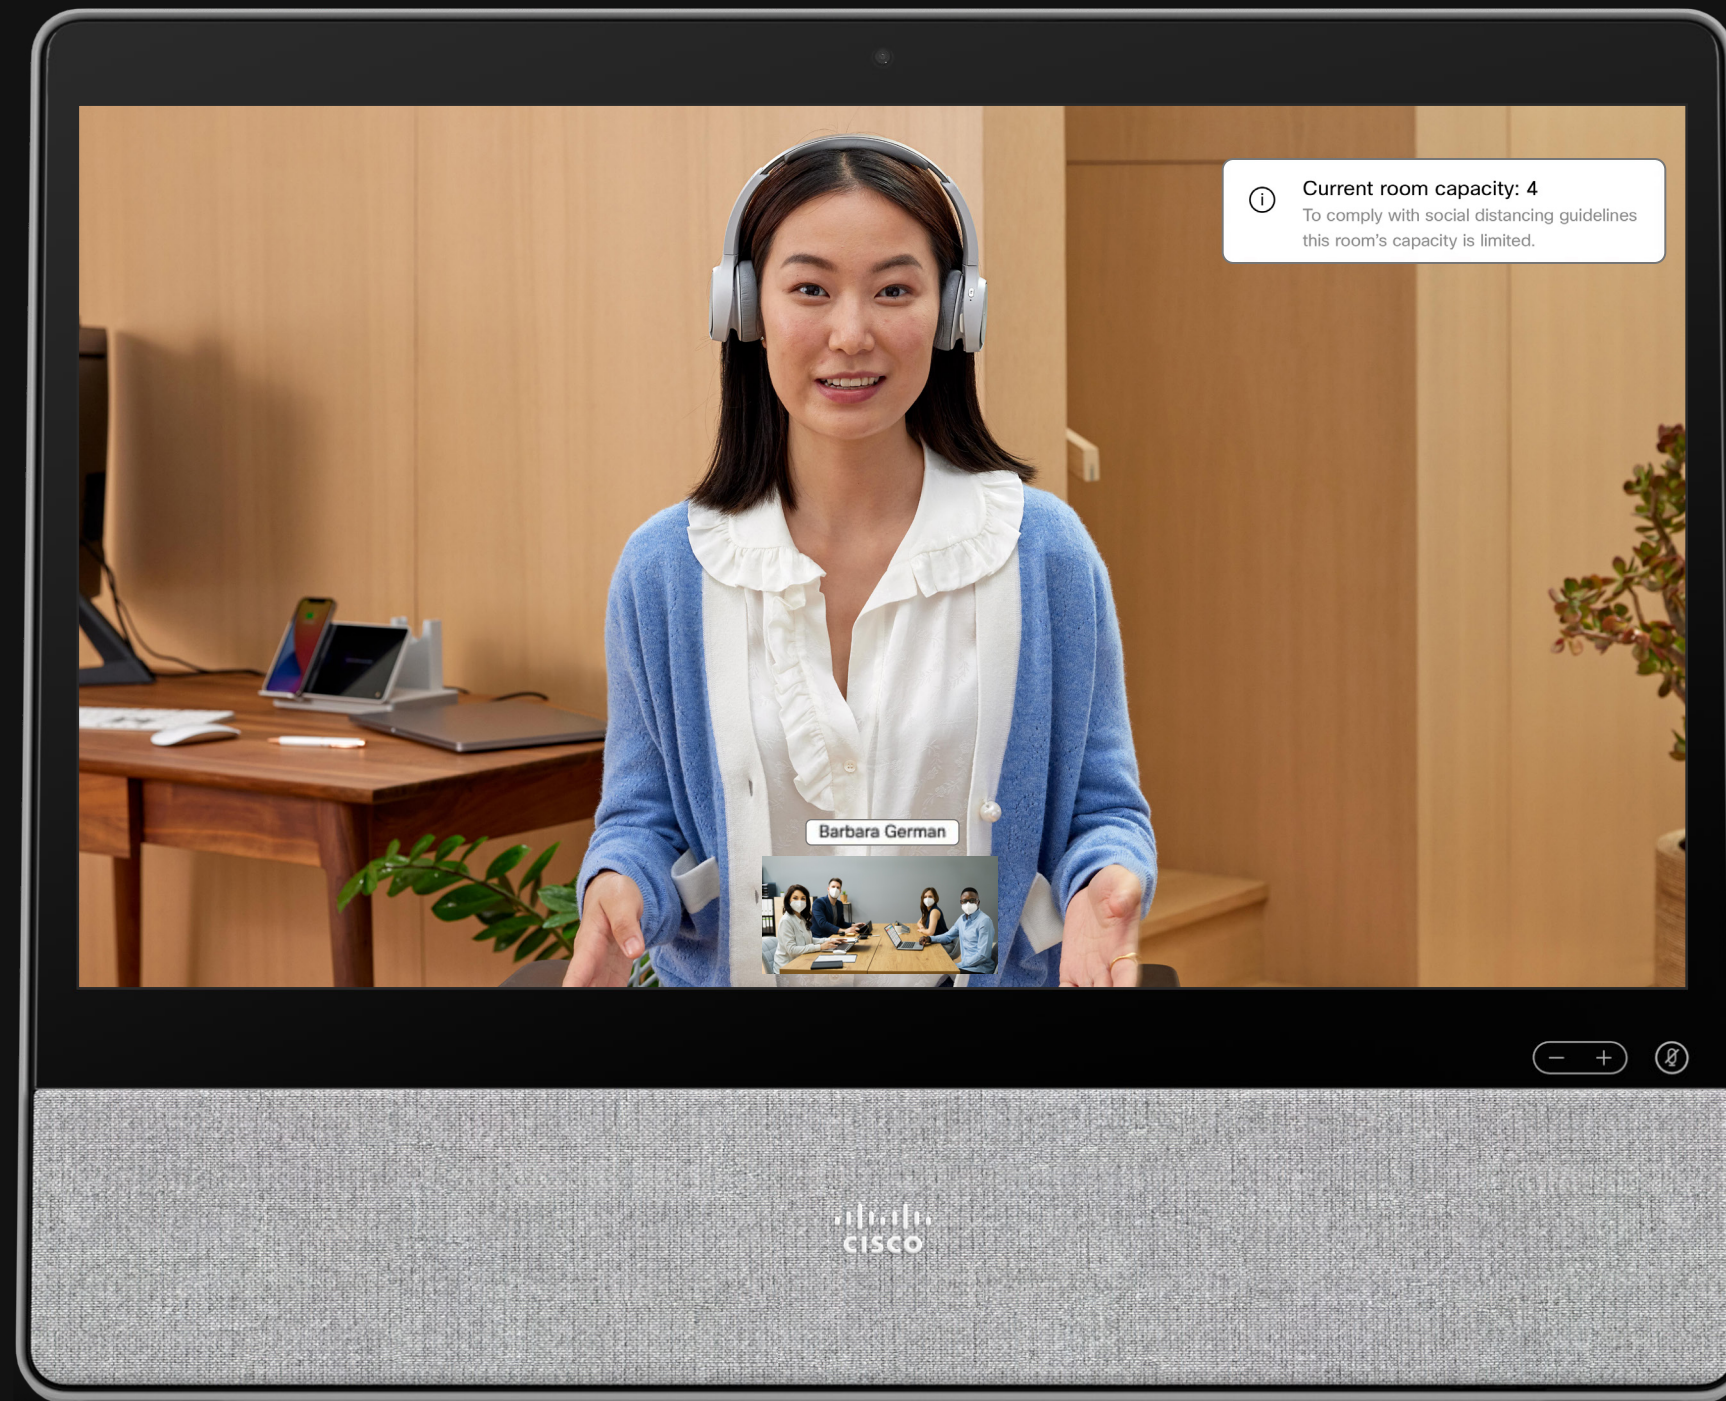 Current room capacity: 4
To comply with social distancing guidelines
this room's capacity is limited.
Barbara German
CISCO